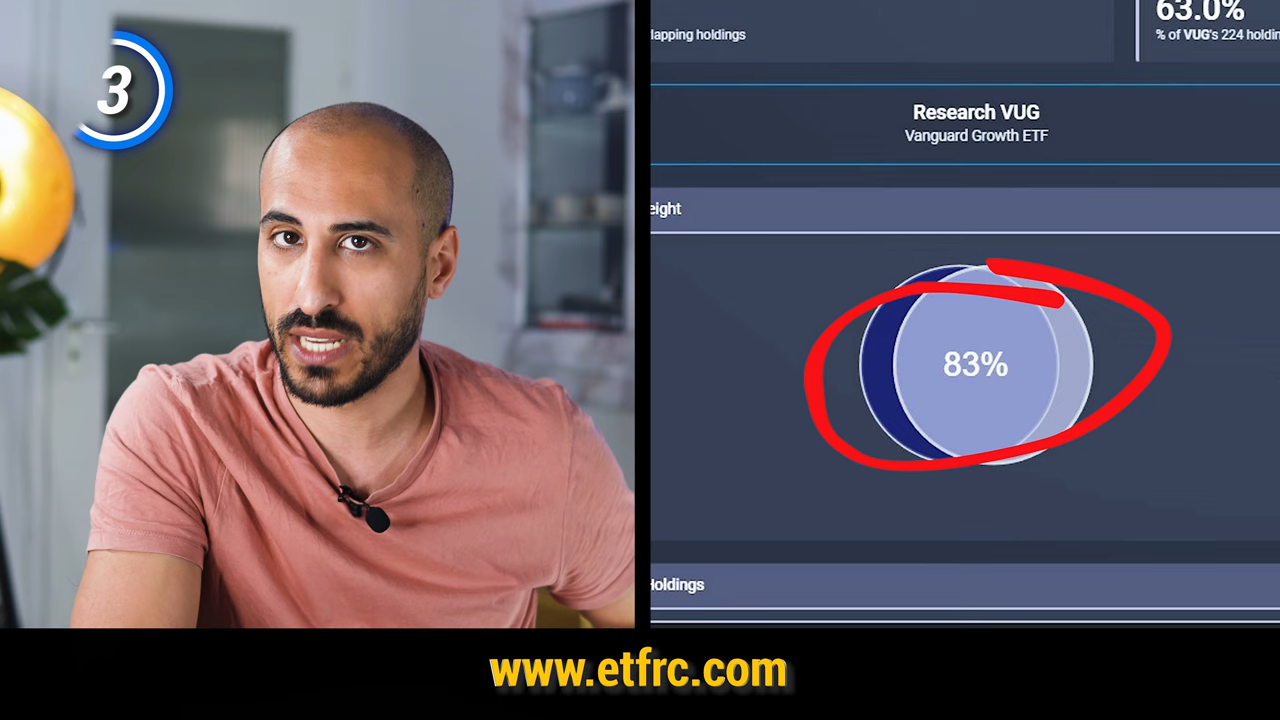 3
63.0%
lapping holdings
% of VUG's 224 holdin
Research VUG
Vanguard Growth ETF
eight
83%
Holdings
www.etfrc.com